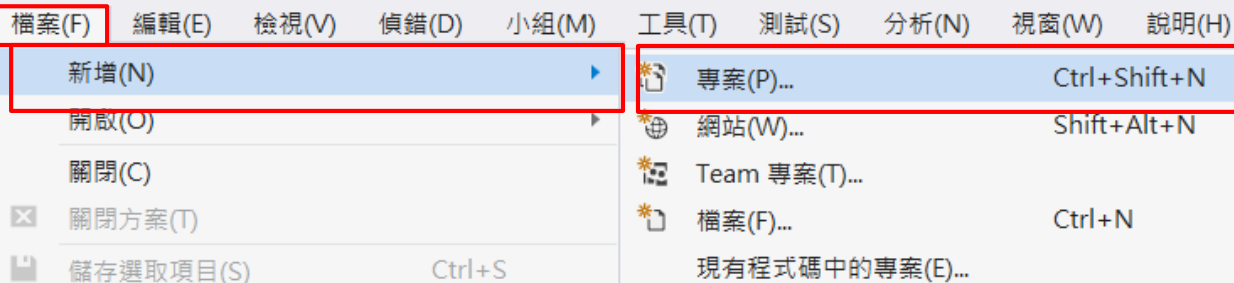 檔案(F) 編輯(E) 檢視(V) 偵錯(D) 小組(M) 工具(T) 測試(S) 分析(N) 視窗(W) 說明(H)
新增(N)
開啟(O)
關閉(C)
關閉方案(T)
儲存選取項目(S) Ctrl+S
專案(P)... Ctrl+Shift+N
網站(W)... Shift+Alt+N
Team 專案(T)...
檔案(F)... Ctrl+N
現有程式碼中的專案(E)...